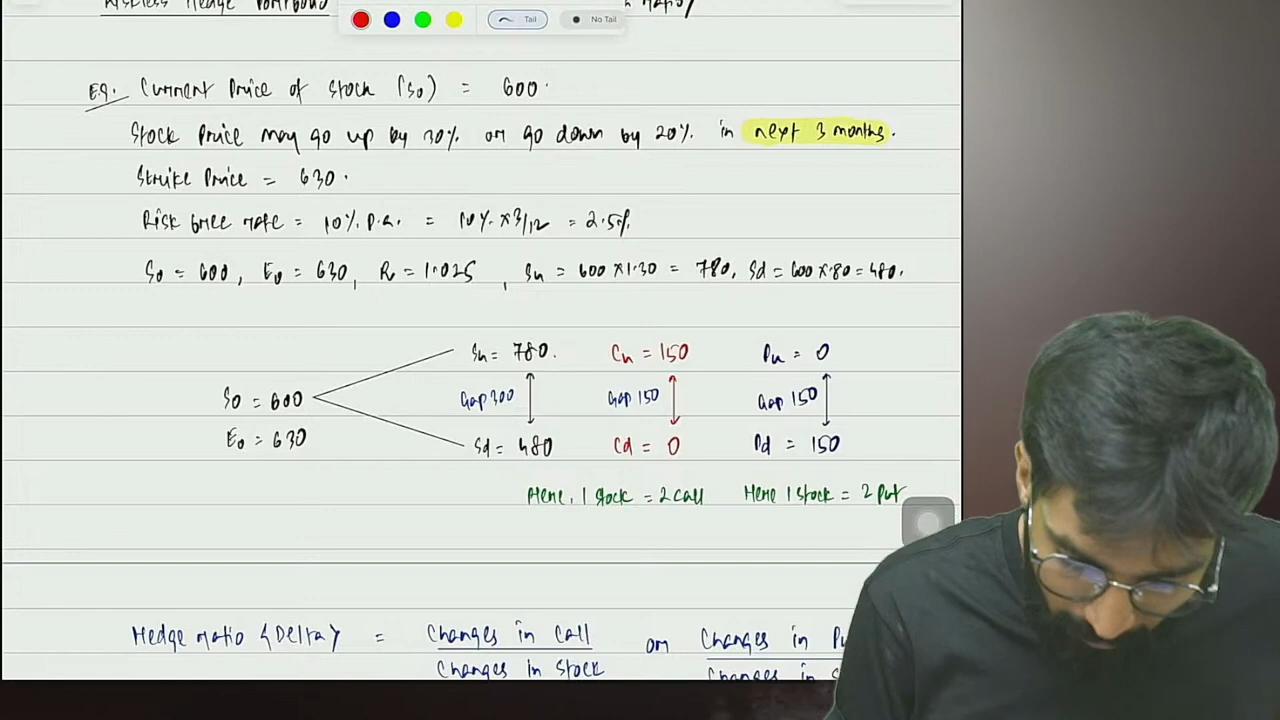 Riskless Hedge Portfolio
Tail
No Tail
E.g. Current Price of Stock (S0) = 600.
Stock Price may go up by 30% or go down by 20% in next 3 months.
Strike Price = 630.
Risk free rate = 10% p.a. = 10% x 3/12 = 2.5%
S0 = 600, E0 = 630, R = 1.025, Su = 600 x 1.30 = 780, Sd = 600 x .80 = 480.
Su = 780. Cu = 150 Pu = 0
S0 = 600 Gap 300 Gap 150 Gap 150
E0 = 630 Sd = 480 Cd = 0 Pd = 150
Here, 1 Stock = 2 call Here 1 Stock = 2 put
Hedge ratio {Delta} = Changes in Call or Changes in
Changes in Stock Changes in